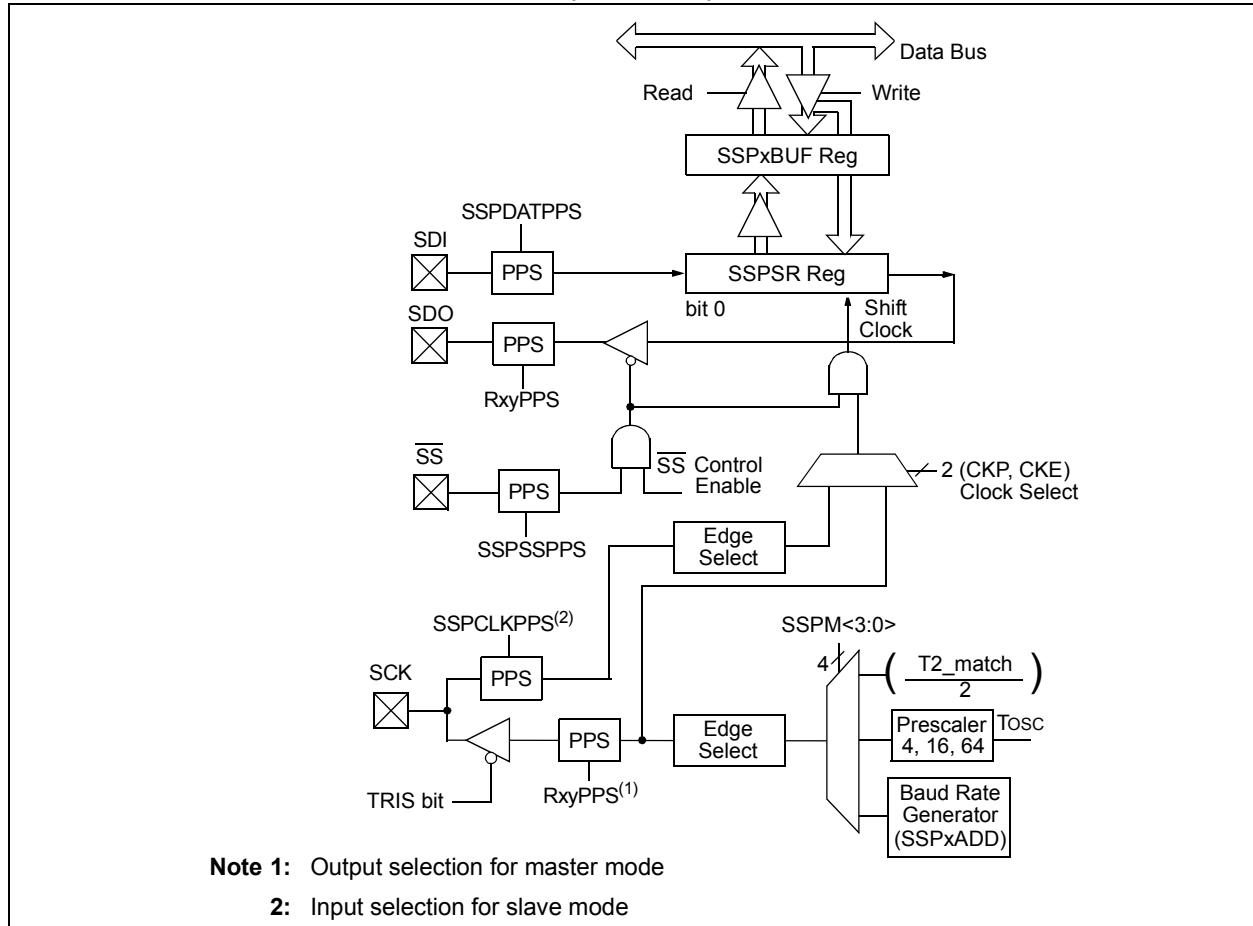 Data Bus
Read
Write
SSPxBUF Reg
SSPDATPPS
SDI
PPS
SSPSR Reg
bit 0
Shift
Clock
SDO
PPS
RxyPPS
SS
PPS
SS Control
Enable
2 (CKP, CKE)
Clock Select
SSPSSPPS
Edge
Select
SSPCLKPPS(2)
SSPM<3:0>
4
( T2_match
2 )
SCK
PPS
PPS
Edge
Select
Prescaler
4, 16, 64
TOSC
TRIS bit
RxyPPS(1)
Baud Rate
Generator
(SSPxADD)
Note 1: Output selection for master mode
2: Input selection for slave mode